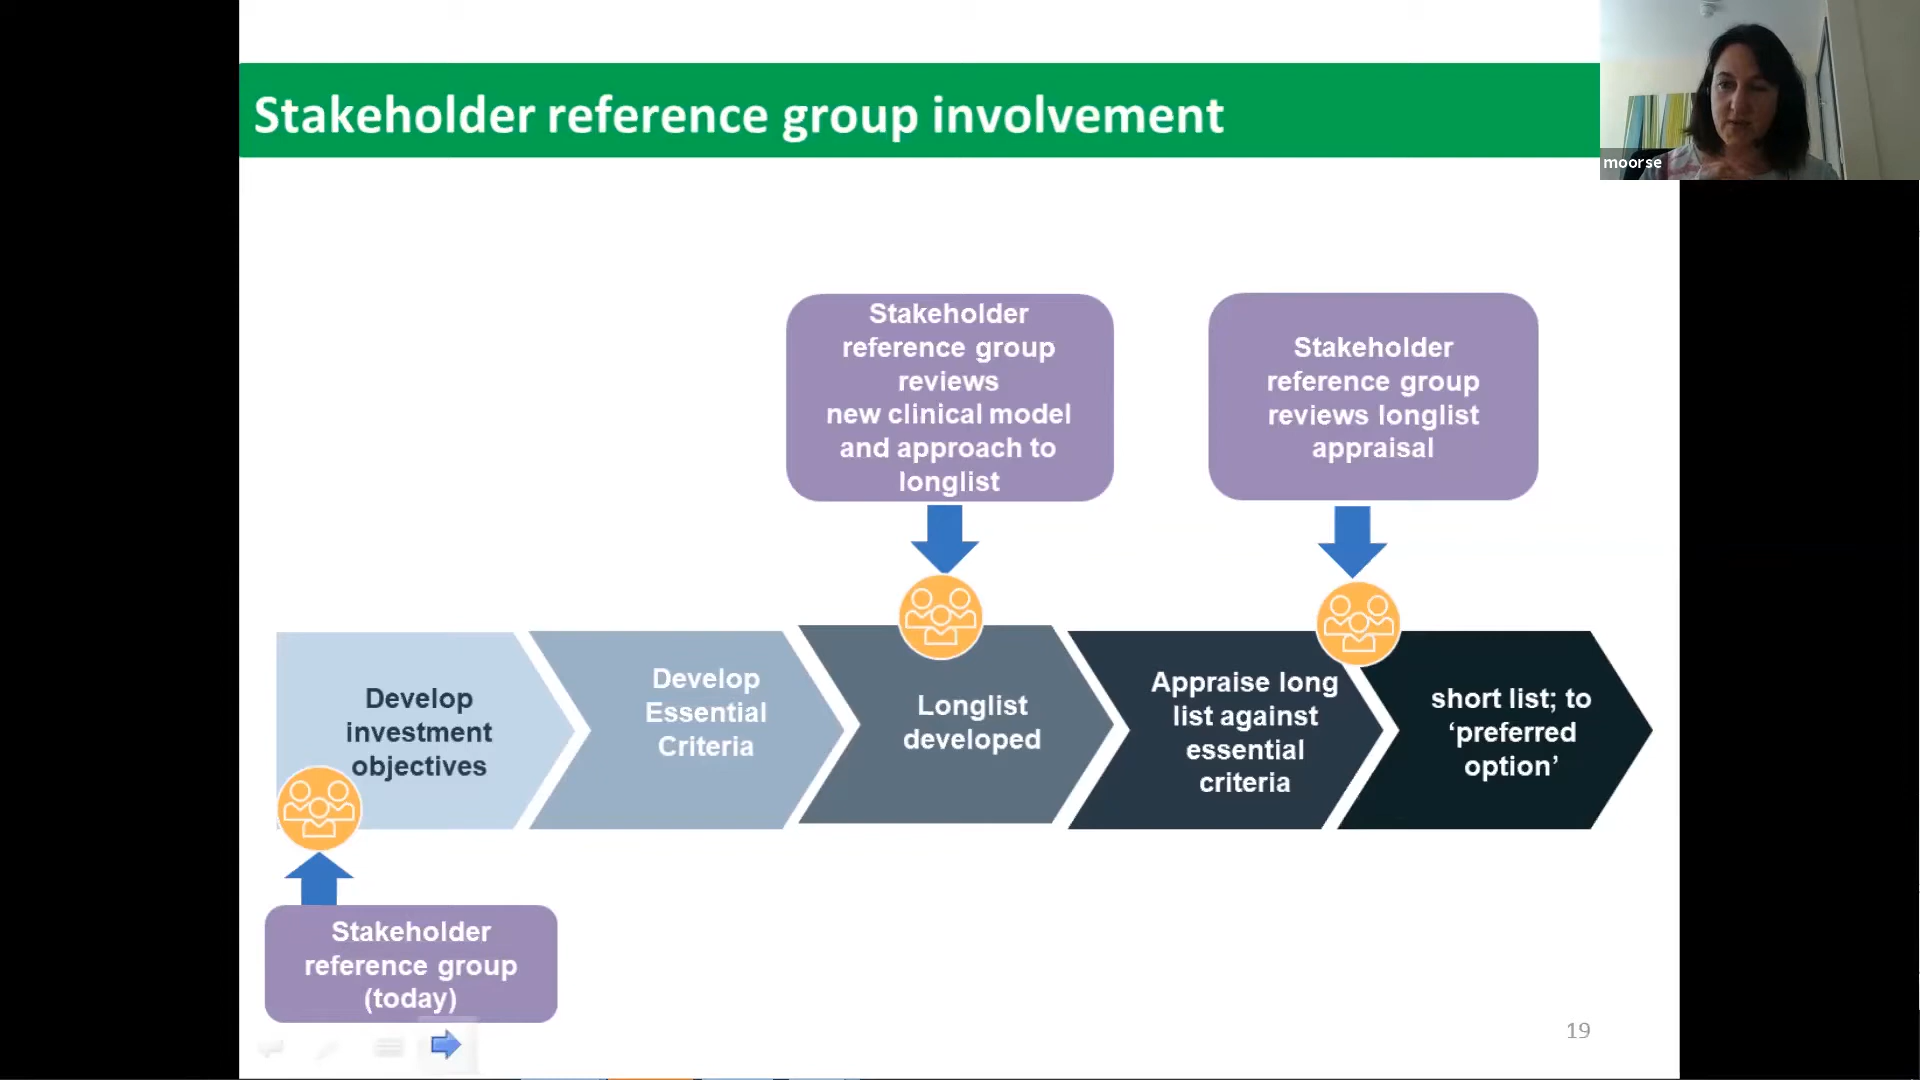 Stakeholder reference group involvement
moorse
Stakeholder
reference group
reviews
new clinical model
and approach to
longlist
Stakeholder
reference group
reviews longlist
appraisal
Develop
investment
objectives
Develop
Essential
Criteria
Longlist
developed
Appraise long
list against
essential
criteria
short list; to
‘preferred
option’
Stakeholder
reference group
(today)
19